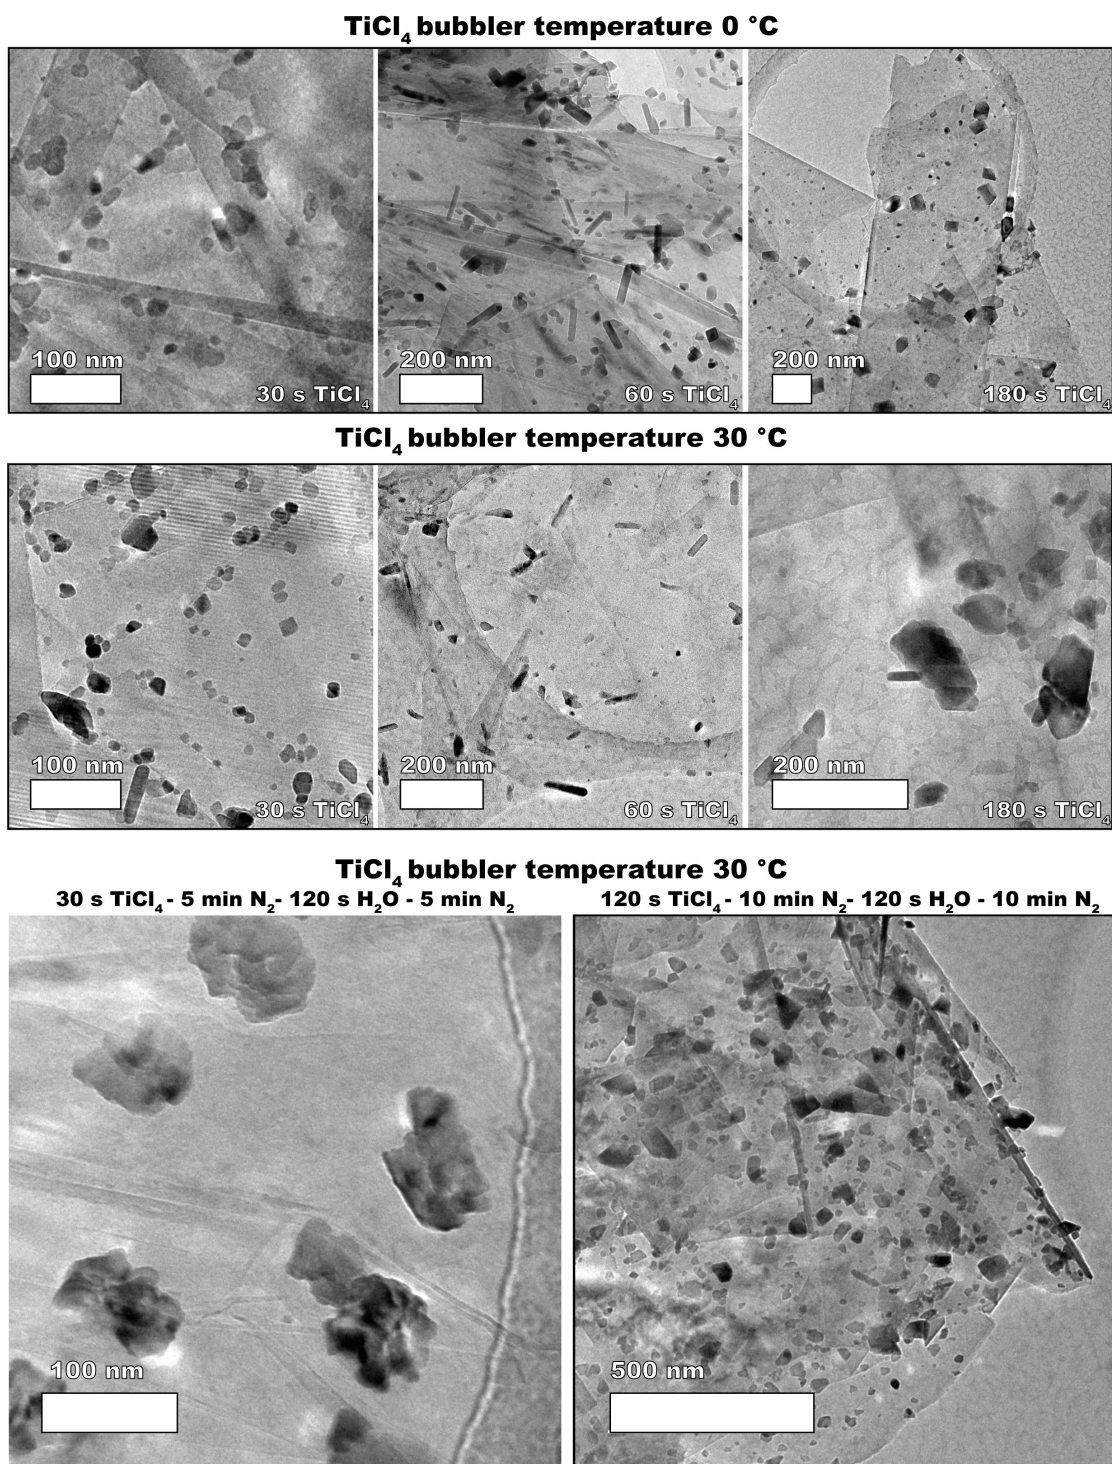 TiCl₄ bubbler temperature 0 °C
100 nm
30 s TiCl₄
200 nm
60 s TiCl₄
200 nm
180 s TiCl₄
TiCl₄ bubbler temperature 30 °C
100 nm
30 s TiCl₄
200 nm
60 s TiCl₄
200 nm
180 s TiCl₄
TiCl₄ bubbler temperature 30 °C
30 s TiCl₄ - 5 min N₂- 120 s H₂O - 5 min N₂
120 s TiCl₄ - 10 min N₂- 120 s H₂O - 10 min N₂
100 nm
500 nm